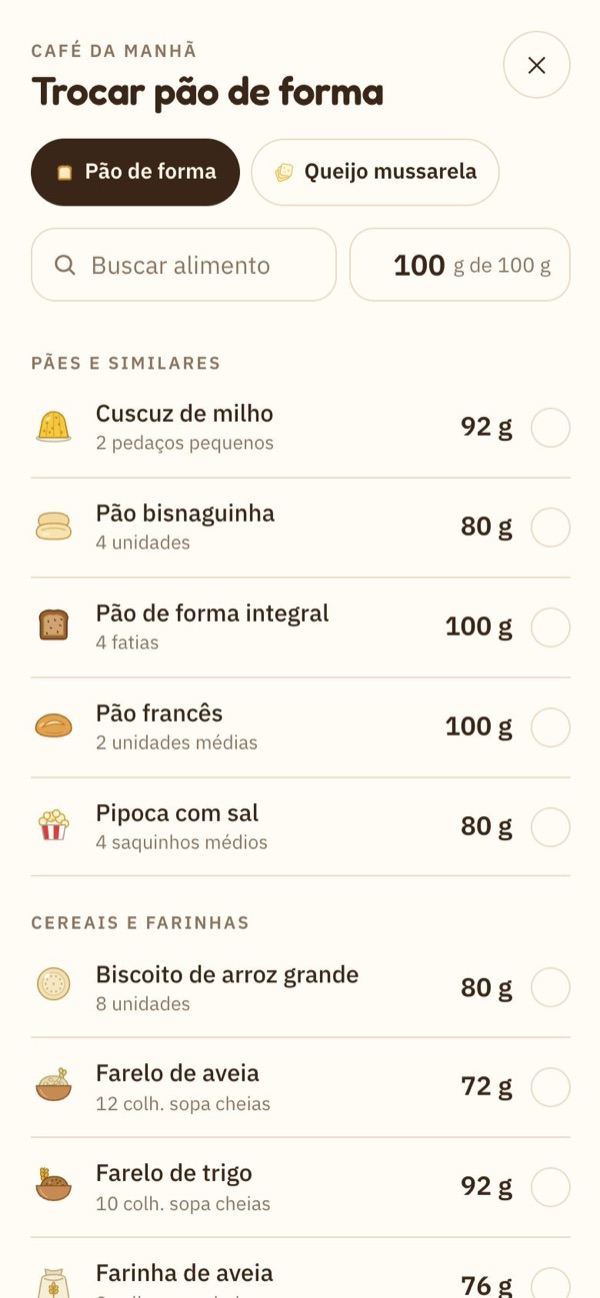 CAFÉ DA MANHÃ
Trocar pão de forma
Pão de forma
Queijo mussarela
Buscar alimento
100 g de 100 g
PÃES E SIMILARES
Cuscuz de milho
92 g
2 pedaços pequenos
Pão bisnaguinha
80 g
4 unidades
Pão de forma integral
100 g
4 fatias
Pão francês
100 g
2 unidades médias
Pipoca com sal
80 g
4 saquinhos médios
CEREAIS E FARINHAS
Biscoito de arroz grande
80 g
8 unidades
Farelo de aveia
72 g
12 colh. sopa cheias
Farelo de trigo
92 g
10 colh. sopa cheias
Farinha de aveia
76 g